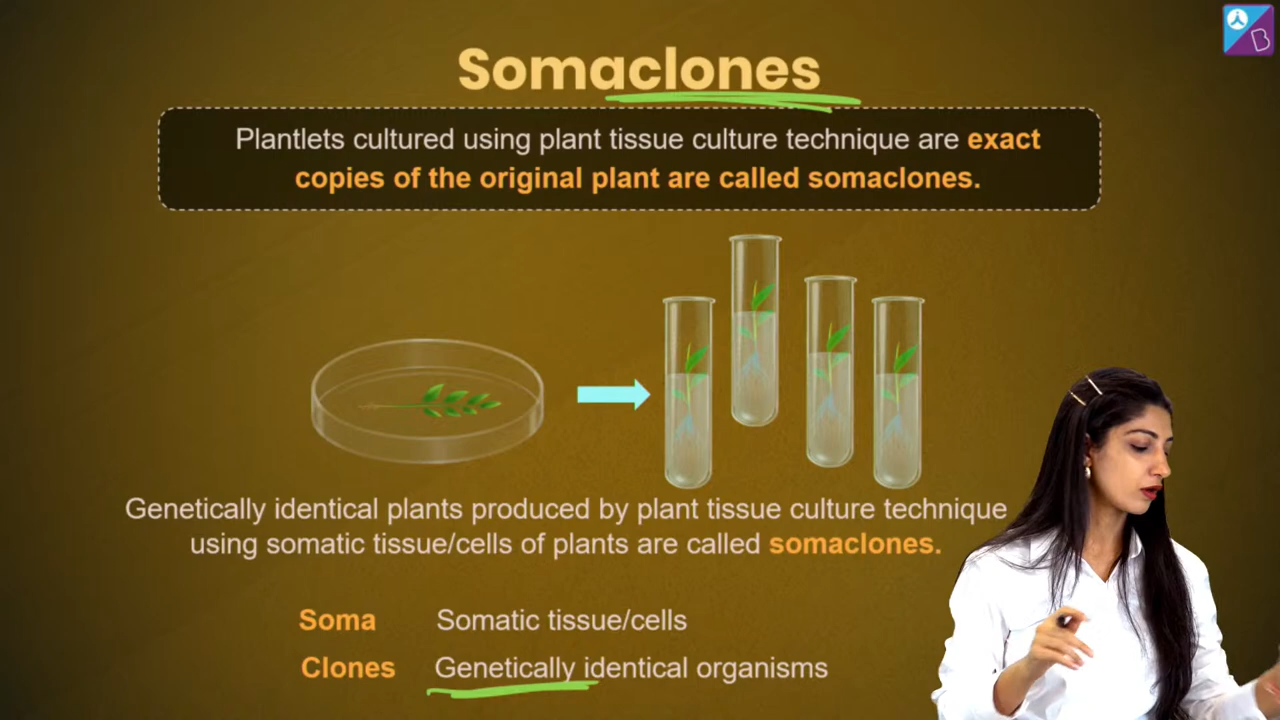 Somaclones
Plantlets cultured using plant tissue culture technique are exact
copies of the original plant are called somaclones.
Genetically identical plants produced by plant tissue culture technique
using somatic tissue/cells of plants are called somaclones.
Soma Somatic tissue/cells
Clones Genetically identical organisms
B